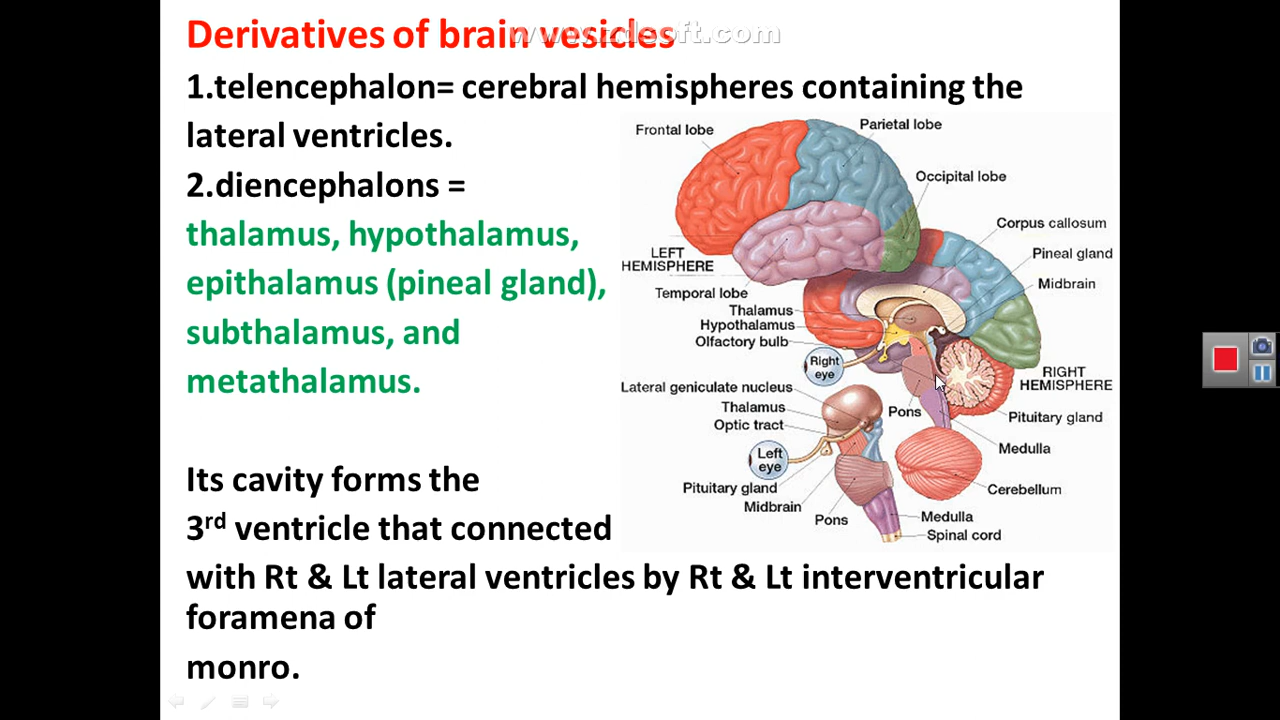 Derivatives of brain vesicles
www.zdsoft.com
1.telencephalon= cerebral hemispheres containing the
lateral ventricles.
2.diencephalons =
thalamus, hypothalamus,
epithalamus (pineal gland),
subthalamus, and
metathalamus.
Its cavity forms the
3rd ventricle that connected
with Rt & Lt lateral ventricles by Rt & Lt interventricular
foramena of
monro.
Frontal lobe
Parietal lobe
Occipital lobe
Corpus callosum
Pineal gland
Midbrain
LEFT
HEMISPHERE
Temporal lobe
Thalamus
Hypothalamus
Olfactory bulb
Right
eye
RIGHT
HEMISPHERE
Lateral geniculate nucleus
Thalamus
Optic tract
Pons
Pituitary gland
Medulla
Left
eye
Pituitary gland
Midbrain
Pons
Cerebellum
Medulla
Spinal cord